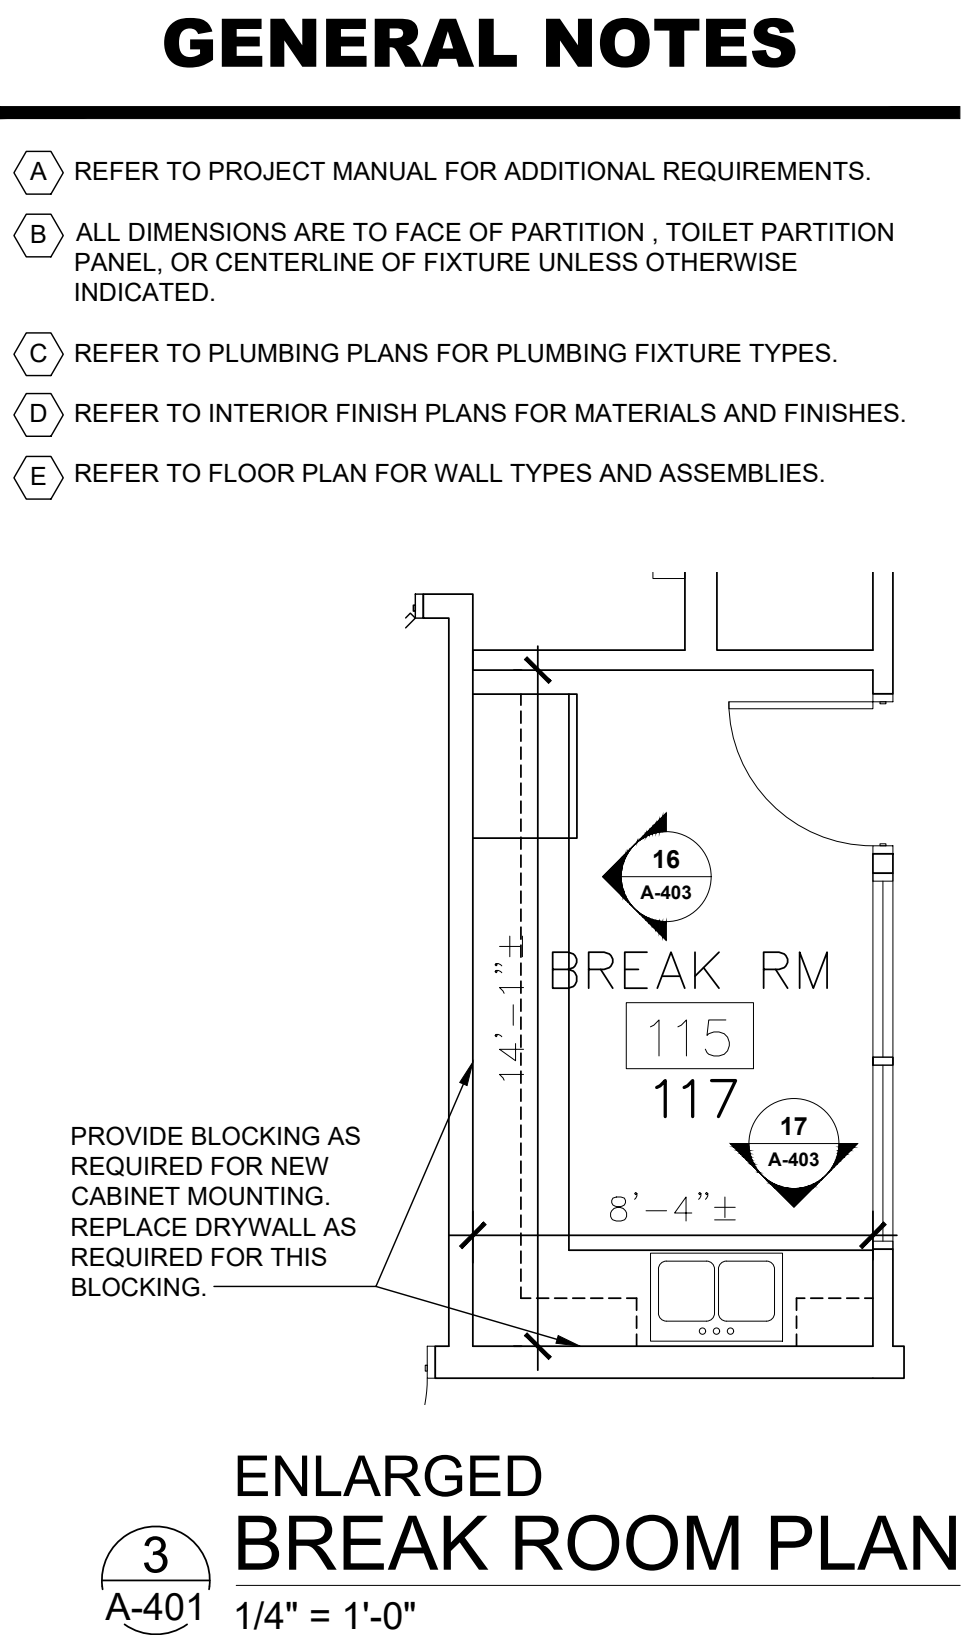 GENERAL NOTES
A REFER TO PROJECT MANUAL FOR ADDITIONAL REQUIREMENTS.
B ALL DIMENSIONS ARE TO FACE OF PARTITION , TOILET PARTITION
PANEL, OR CENTERLINE OF FIXTURE UNLESS OTHERWISE
INDICATED.
C REFER TO PLUMBING PLANS FOR PLUMBING FIXTURE TYPES.
D REFER TO INTERIOR FINISH PLANS FOR MATERIALS AND FINISHES.
E REFER TO FLOOR PLAN FOR WALL TYPES AND ASSEMBLIES.
16
A-403
14'-1"±
BREAK RM
115
117
17
A-403
8'-4"±
PROVIDE BLOCKING AS
REQUIRED FOR NEW
CABINET MOUNTING.
REPLACE DRYWALL AS
REQUIRED FOR THIS
BLOCKING.
ENLARGED
BREAK ROOM PLAN
3
A-401
1/4" = 1'-0"